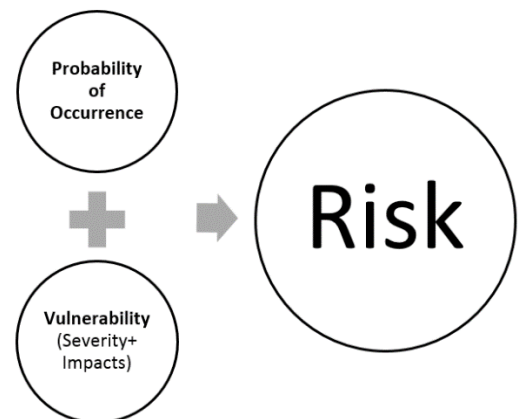 Probability
of
Occurrence
Vulnerability
(Severity+
Impacts)
Risk